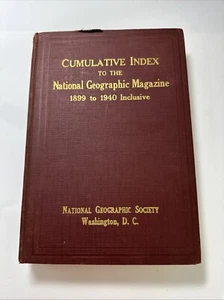 CUMULATIVE INDEX
TO THE
National Geographic Magazine
1899 to 1940 Inclusive
NATIONAL GEOGRAPHIC SOCIETY
Washington, D. C.